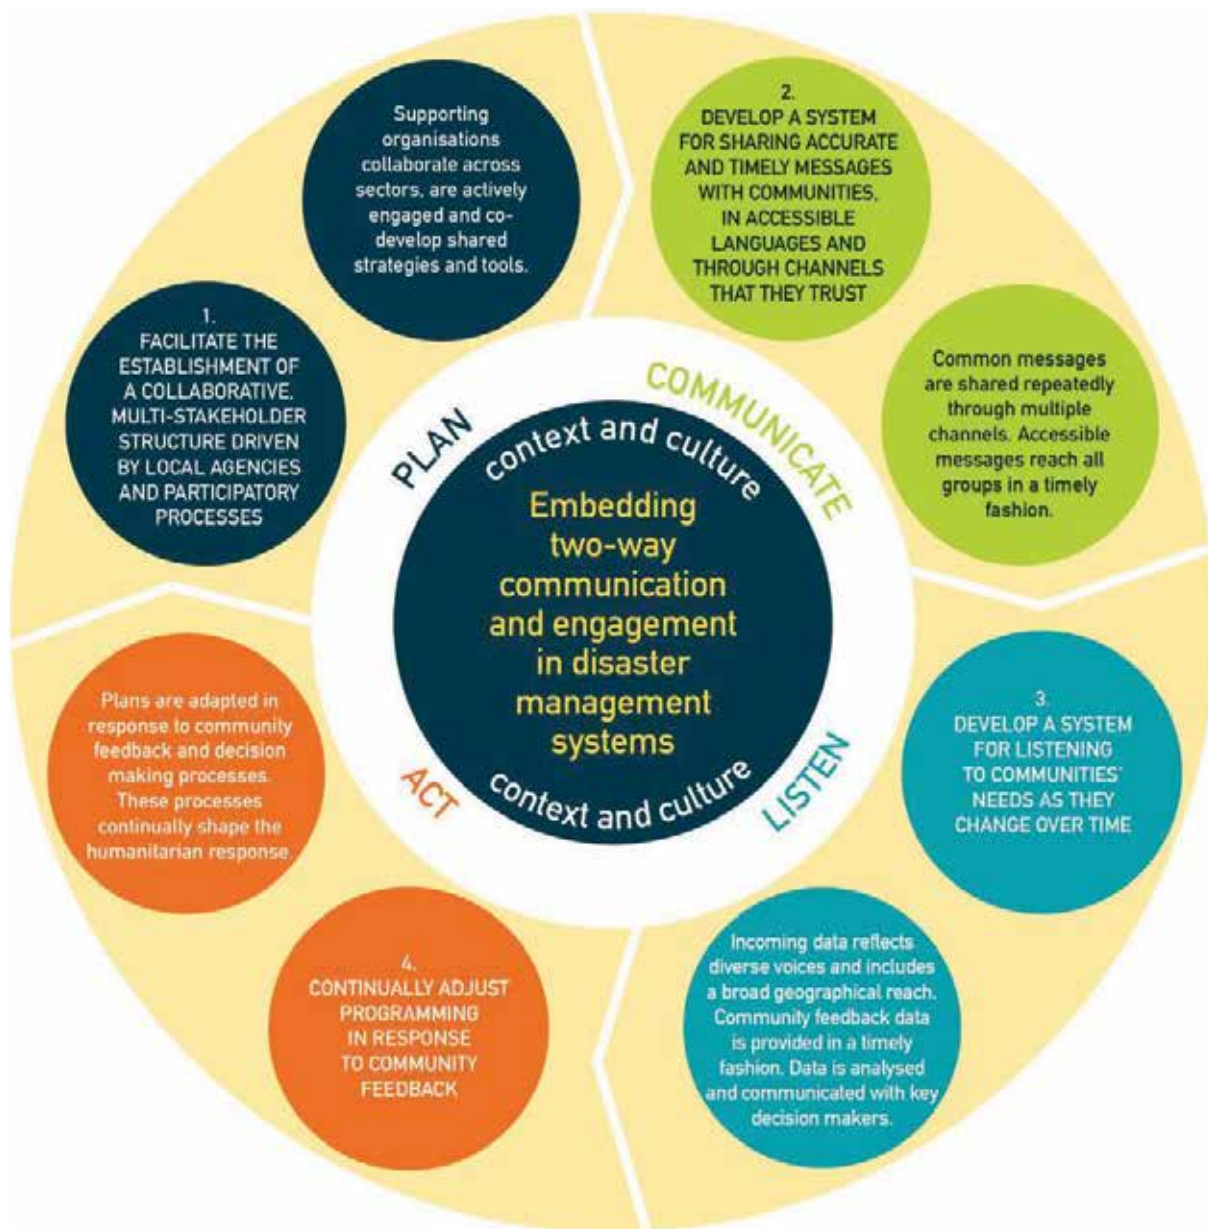 1.
FACILITATE THE
ESTABLISHMENT OF
A COLLABORATIVE,
MULTI-STAKEHOLDER
STRUCTURE DRIVEN
BY LOCAL AGENCIES
AND PARTICIPATORY
PROCESSES
Supporting
organisations
collaborate across
sectors, are actively
engaged and co-
develop shared
strategies and tools.
2.
DEVELOP A SYSTEM
FOR SHARING ACCURATE
AND TIMELY MESSAGES
WITH COMMUNITIES,
IN ACCESSIBLE
LANGUAGES AND
THROUGH CHANNELS
THAT THEY TRUST
Common messages
are shared repeatedly
through multiple
channels. Accessible
messages reach all
groups in a timely
fashion.
3.
DEVELOP A SYSTEM
FOR LISTENING
TO COMMUNITIES'
NEEDS AS THEY
CHANGE OVER TIME
Incoming data reflects
diverse voices and includes
a broad geographical reach.
Community feedback data
is provided in a timely
fashion. Data is analysed
and communicated with key
decision makers.
4.
CONTINUALLY ADJUST
PROGRAMMING
IN RESPONSE
TO COMMUNITY
FEEDBACK
Plans are adapted in
response to community
feedback and decision
making processes.
These processes
continually shape the
humanitarian response.
PLAN
COMMUNICATE
LISTEN
ACT
context and culture
Embedding
two-way
communication
and engagement
in disaster
management
systems
context and culture